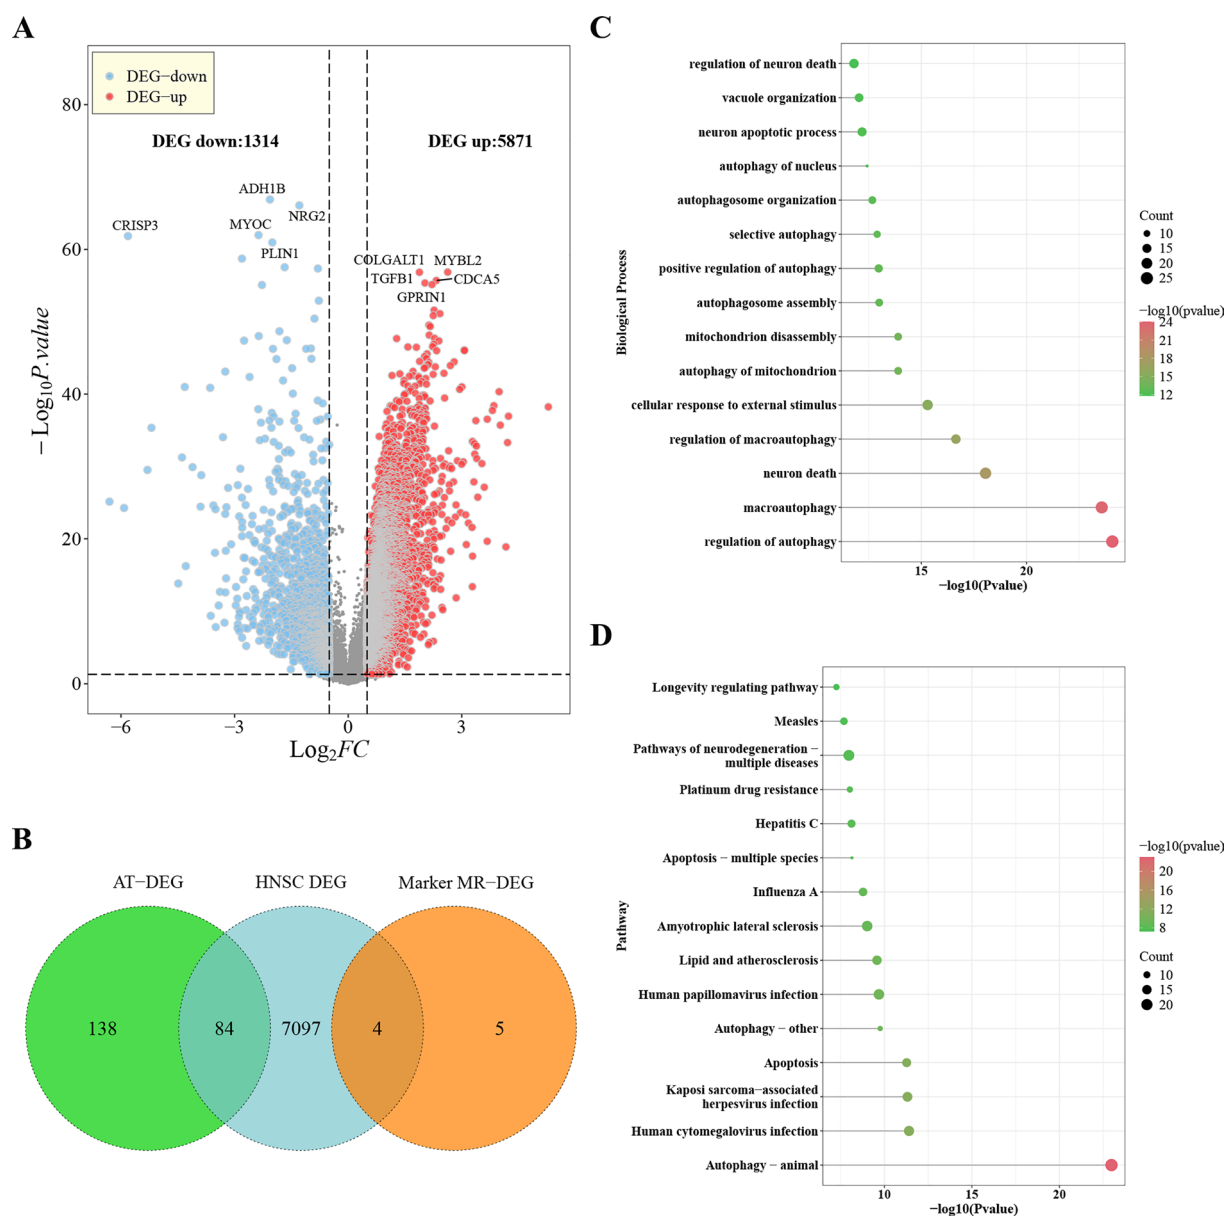 A
DEG−down
DEG−up
DEG down:1314
DEG up:5871
ADH1B
NRG2
CRISP3
MYOC
PLIN1
COLGALT1
MYBL2
TGFB1
CDCA5
GPRIN1
80
60
40
20
0
−Log10P.value
−6
−3
0
3
Log2FC
B
AT−DEG
HNSC DEG
Marker MR−DEG
138
84
7097
4
5
C
Biological Process
regulation of neuron death
vacuole organization
neuron apoptotic process
autophagy of nucleus
autophagosome organization
selective autophagy
positive regulation of autophagy
autophagosome assembly
mitochondrion disassembly
autophagy of mitochondrion
cellular response to external stimulus
regulation of macroautophagy
neuron death
macroautophagy
regulation of autophagy
15
20
−log10(Pvalue)
Count
10
15
20
25
−log10(pvalue)
24
21
18
15
12
D
Pathway
Longevity regulating pathway
Measles
Pathways of neurodegeneration −
multiple diseases
Platinum drug resistance
Hepatitis C
Apoptosis − multiple species
Influenza A
Amyotrophic lateral sclerosis
Lipid and atherosclerosis
Human papillomavirus infection
Autophagy − other
Apoptosis
Kaposi sarcoma−associated
herpesvirus infection
Human cytomegalovirus infection
Autophagy − animal
10
15
20
−log10(Pvalue)
−log10(pvalue)
20
16
12
8
Count
10
15
20